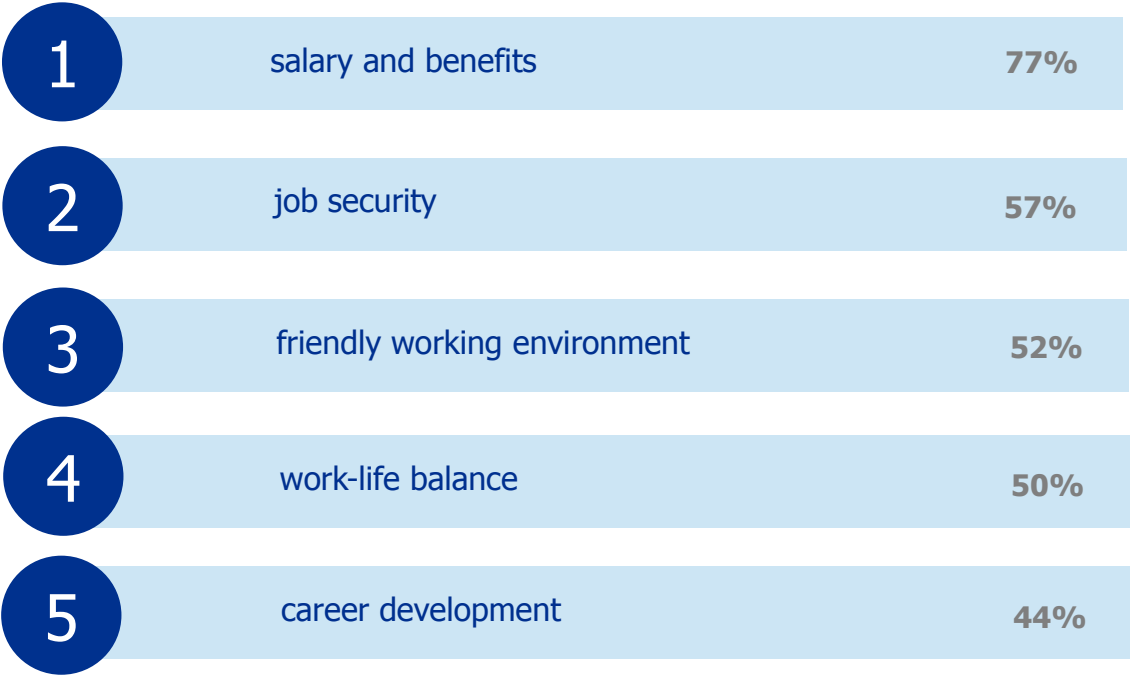 1 salary and benefits 77%
2 job security 57%
3 friendly working environment 52%
4 work-life balance 50%
5 career development 44%